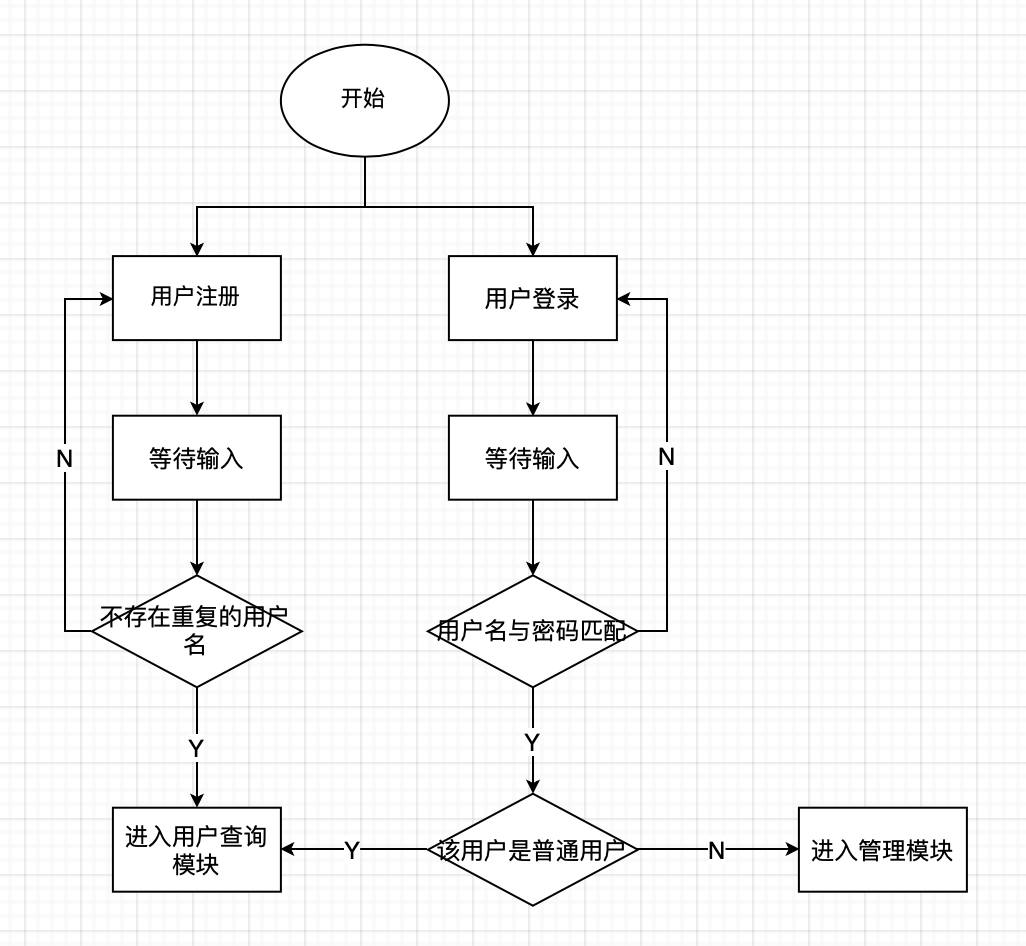 开始
用户注册
用户登录
等待输入
等待输入
N
N
不存在重复的用户
名
用户名与密码匹配
Y
Y
进入用户查询
模块
Y
该用户是普通用户
N
进入管理模块